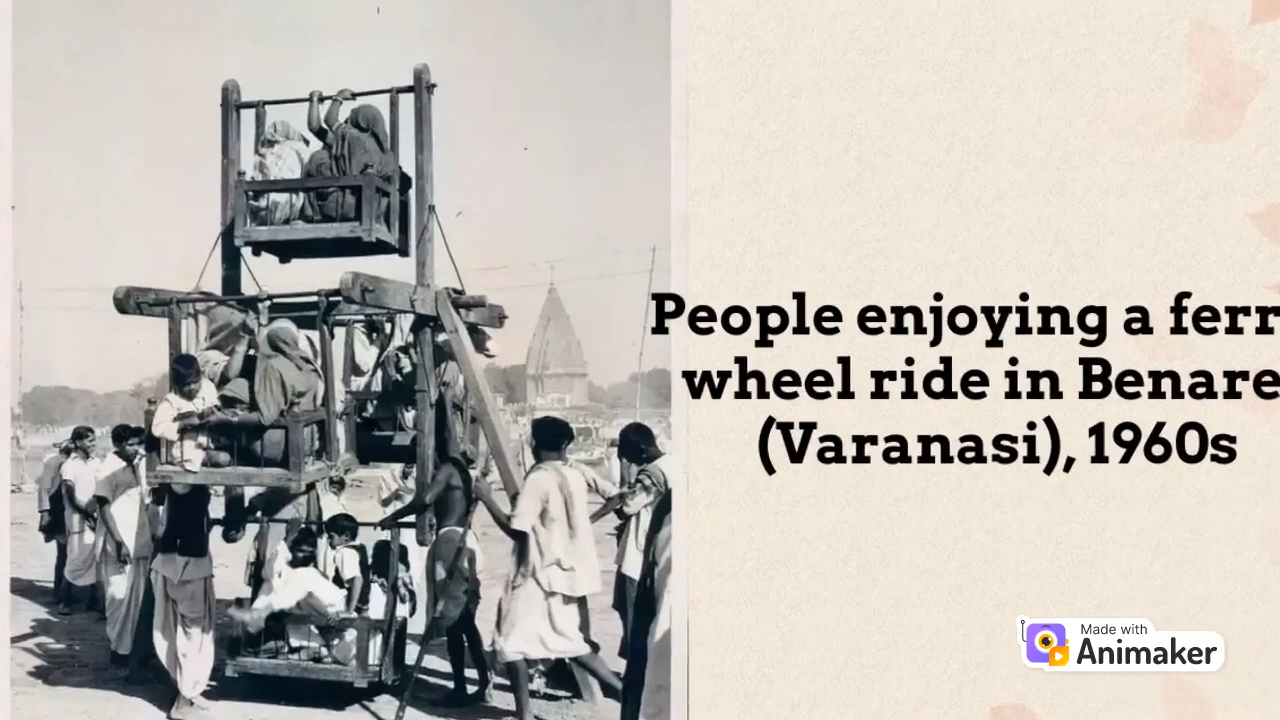 People enjoying a ferr
wheel ride in Benare
(Varanasi), 1960s
Made with
Animaker